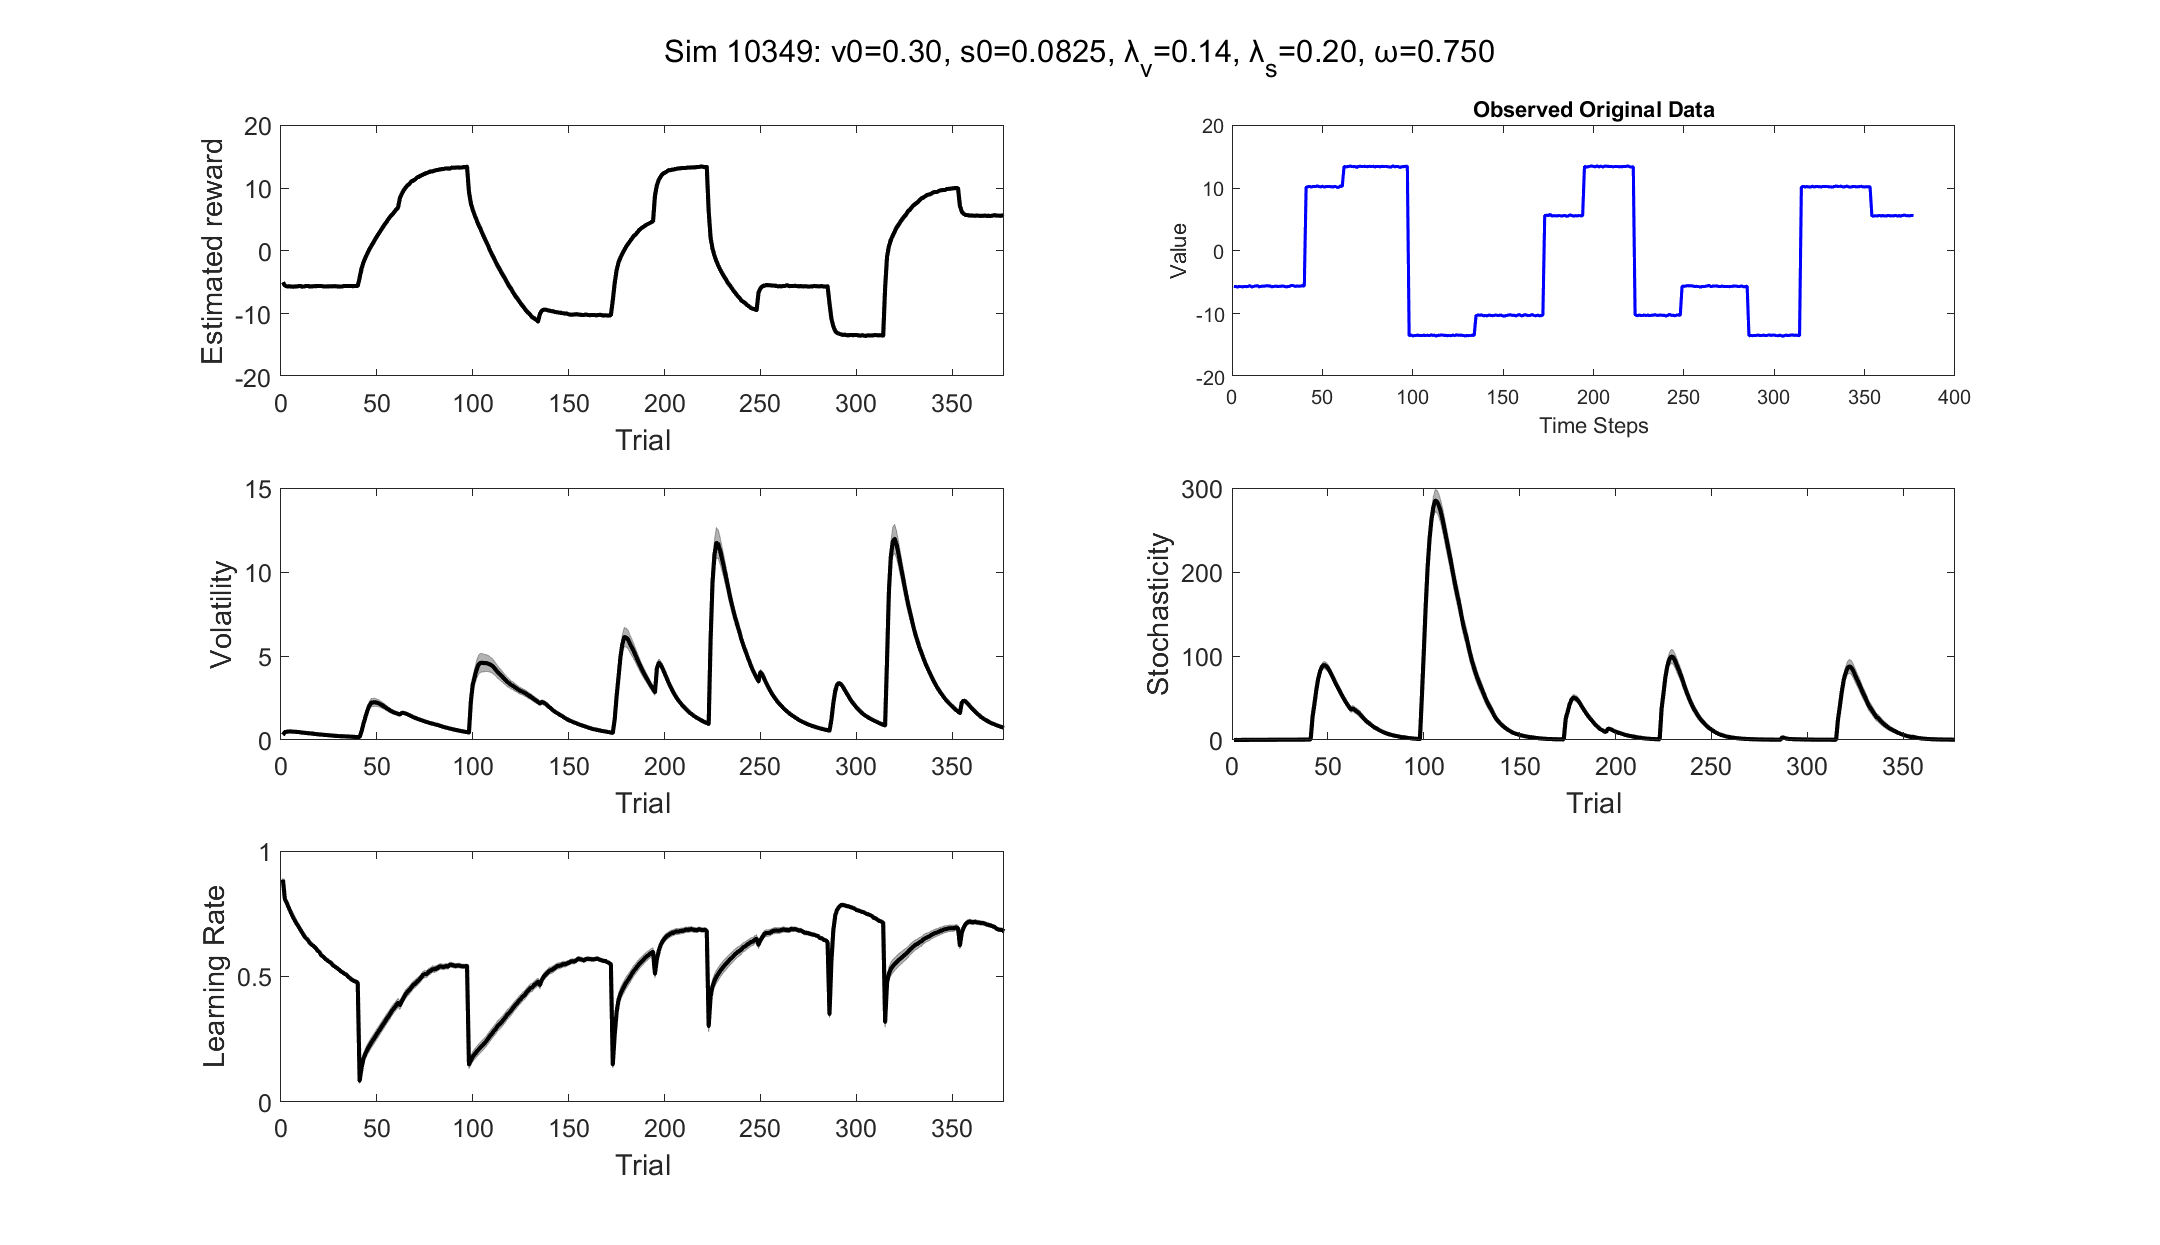 Sim 10349: v0=0.30, s0=0.0825, λ_v=0.14, λ_s=0.20, ω=0.750
20
10
0
-10
-20
Estimated reward
0 50 100 150 200 250 300 350
Trial
Observed Original Data
20
10
0
-10
-20
Value
0 50 100 150 200 250 300 350 400
Time Steps
15
10
5
0
Volatility
0 50 100 150 200 250 300 350
Trial
300
200
100
0
Stochasticity
0 50 100 150 200 250 300 350
Trial
1
0.5
0
Learning Rate
0 50 100 150 200 250 300 350
Trial